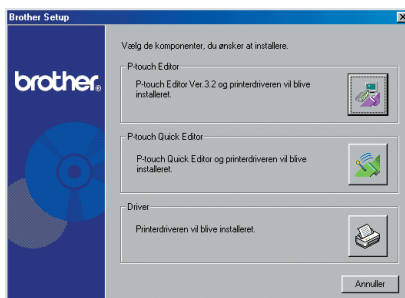 Brother Setup
Vælg de komponenter, du ønsker at installere.
brother®
P-touch Editor
P-touch Editor Ver.3.2 og printerdriveren vil blive
installeret.
P-touch Quick Editor
P-touch Quick Editor og printerdriveren vil blive
installeret.
Driver
Printerdriveren vil blive installeret.
Annuller